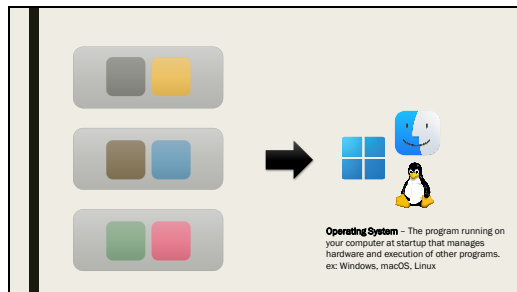 Operating System – The program running on
your computer at startup that manages
hardware and execution of other programs.
ex: Windows, macOS, Linux